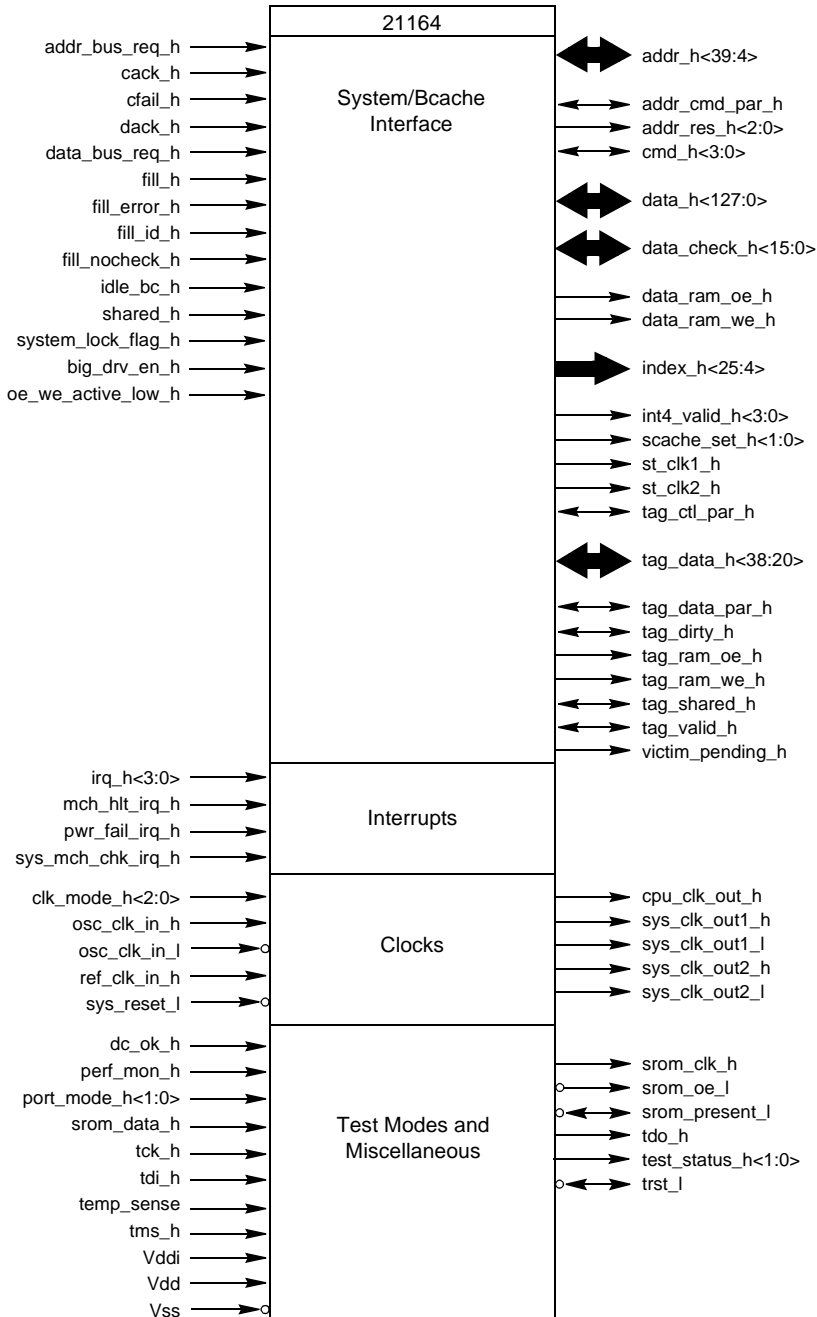 21164
addr_bus_req_h
cack_h
cfail_h
dack_h
data_bus_req_h
fill_h
fill_error_h
fill_id_h
fill_nocheck_h
idle_bc_h
shared_h
system_lock_flag_h
big_drv_en_h
oe_we_active_low_h
System/Bcache
Interface
addr_h<39:4>
addr_cmd_par_h
addr_res_h<2:0>
cmd_h<3:0>
data_h<127:0>
data_check_h<15:0>
data_ram_oe_h
data_ram_we_h
index_h<25:4>
int4_valid_h<3:0>
scache_set_h<1:0>
st_clk1_h
st_clk2_h
tag_ctl_par_h
tag_data_h<38:20>
tag_data_par_h
tag_dirty_h
tag_ram_oe_h
tag_ram_we_h
tag_shared_h
tag_valid_h
victim_pending_h
irq_h<3:0>
mch_hlt_irq_h
pwr_fail_irq_h
sys_mch_chk_irq_h
Interrupts
clk_mode_h<2:0>
osc_clk_in_h
osc_clk_in_l
ref_clk_in_h
sys_reset_l
Clocks
cpu_clk_out_h
sys_clk_out1_h
sys_clk_out1_l
sys_clk_out2_h
sys_clk_out2_l
dc_ok_h
perf_mon_h
port_mode_h<1:0>
srom_data_h
tck_h
tdi_h
temp_sense
tms_h
Vddi
Vdd
Vss
Test Modes and
Miscellaneous
srom_clk_h
srom_oe_l
srom_present_l
tdo_h
test_status_h<1:0>
trst_l